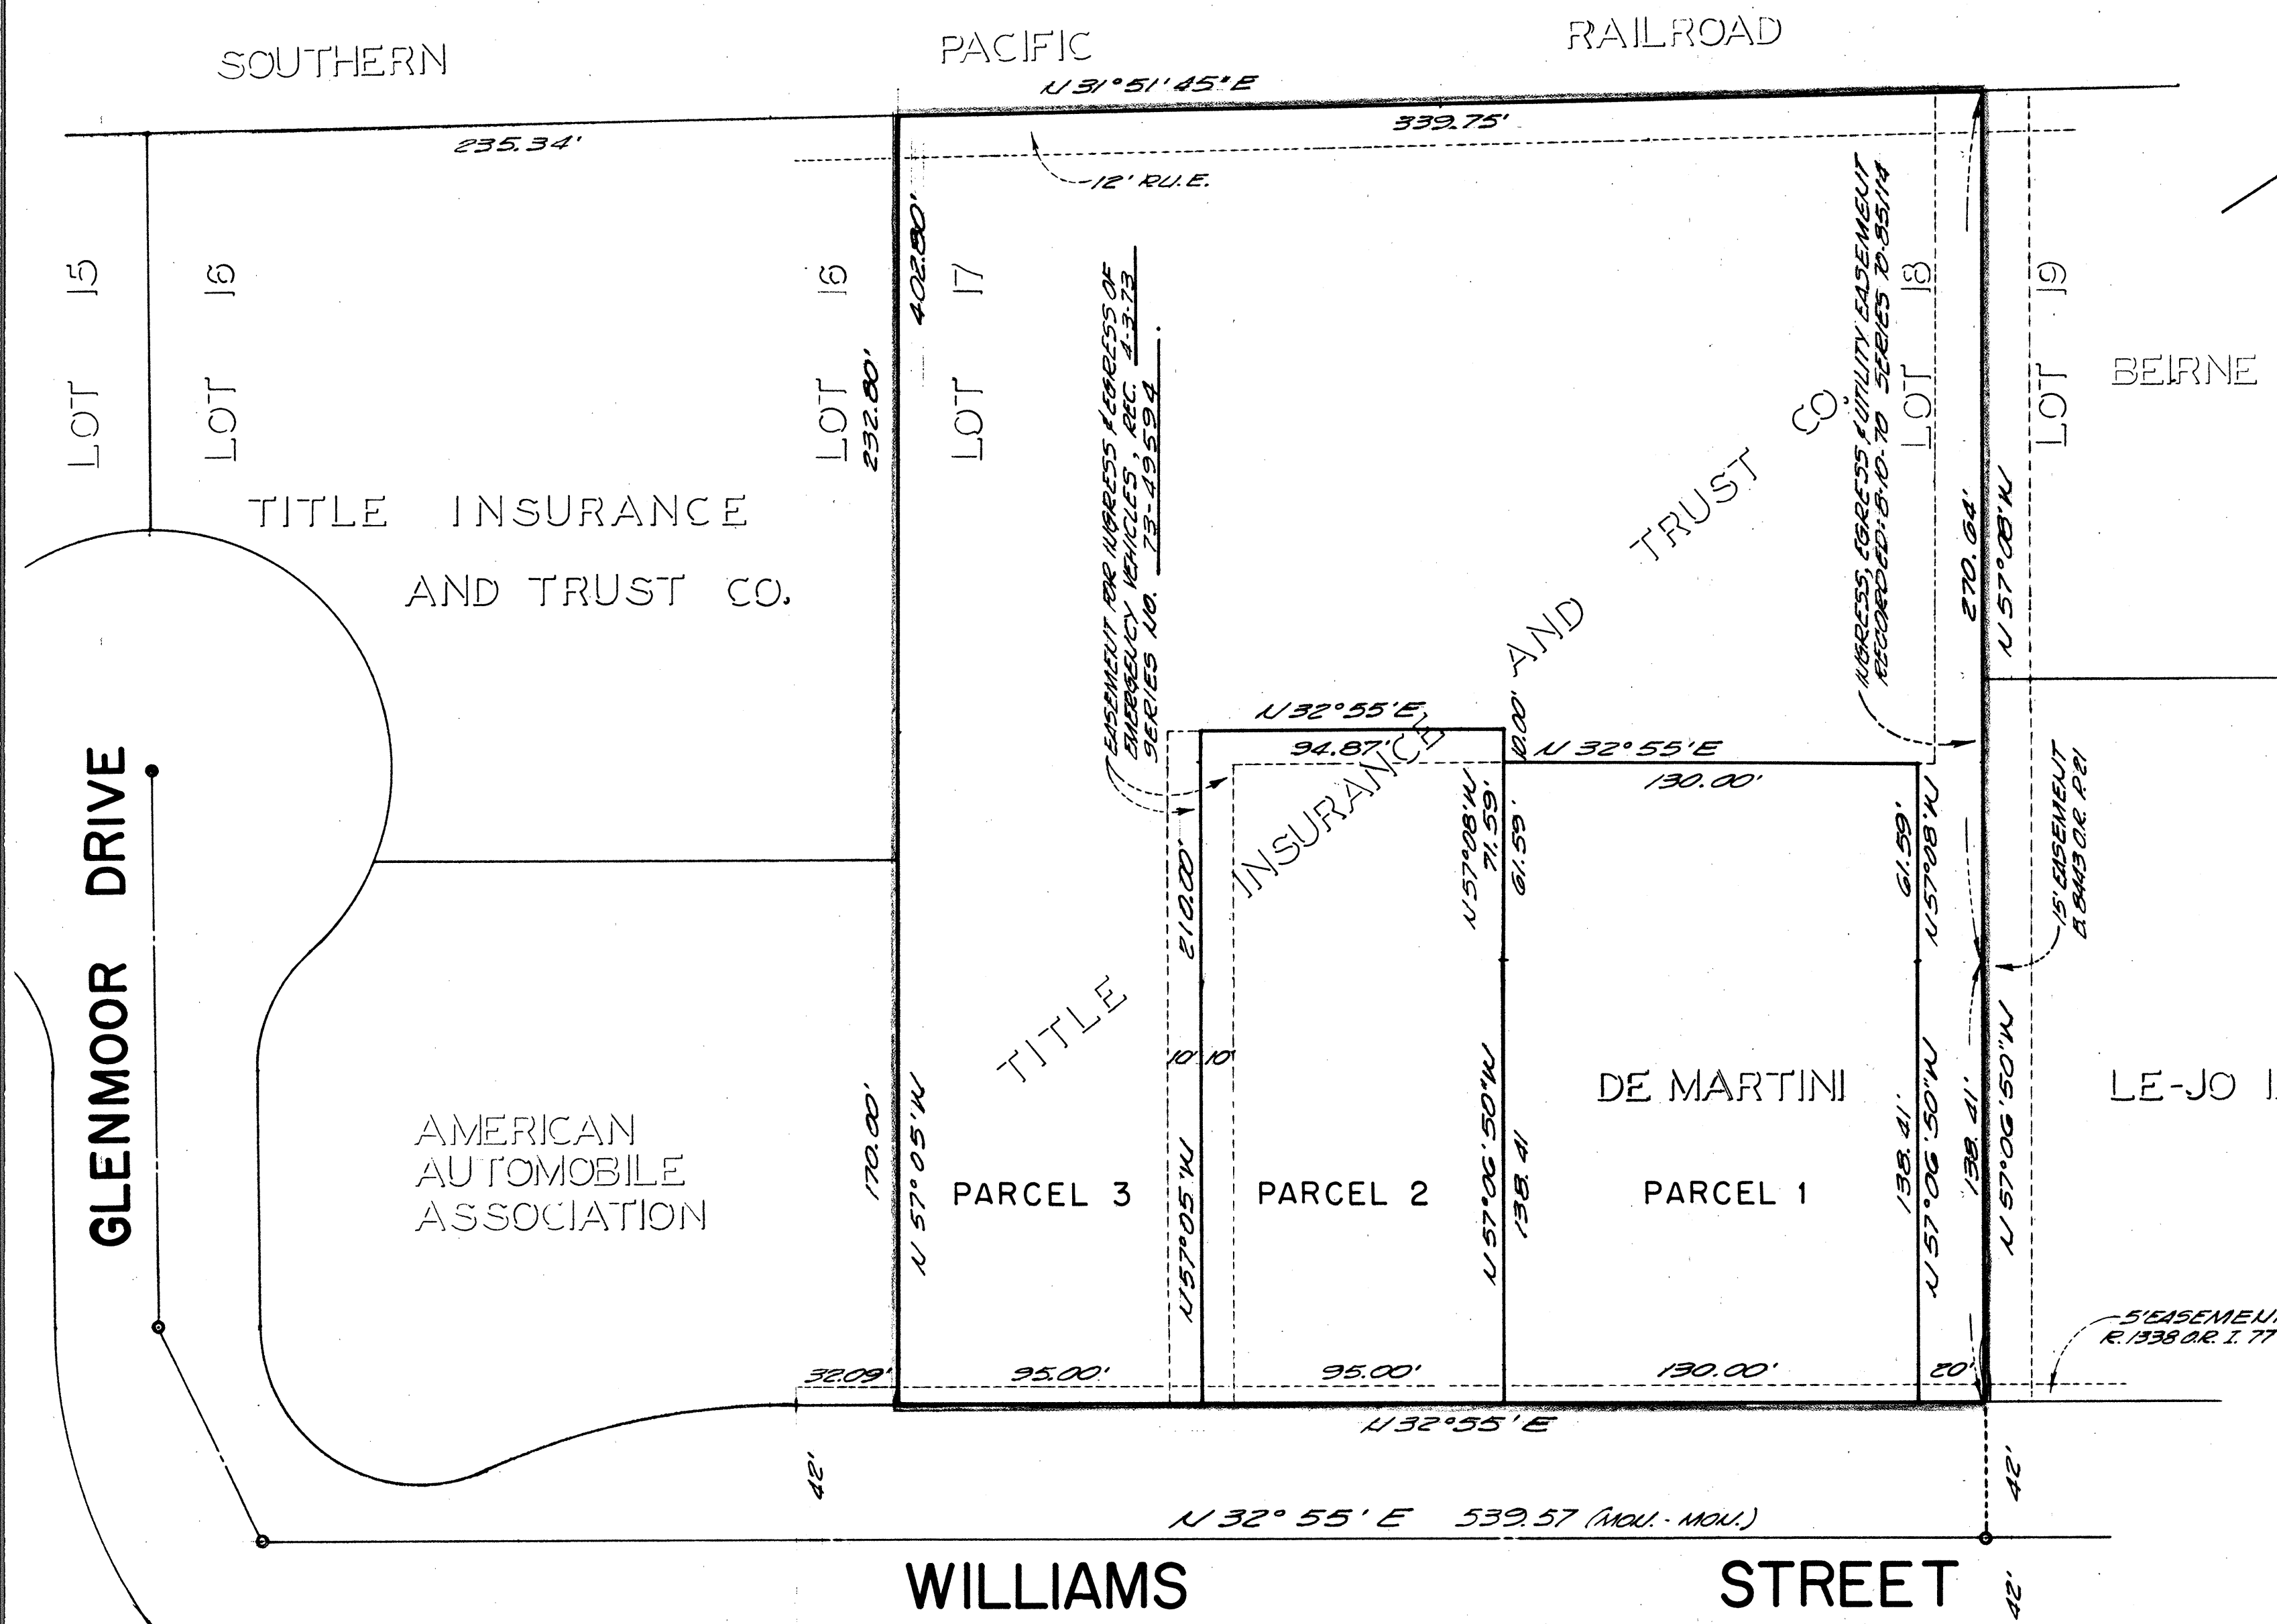 SOUTHERN PACIFIC RAILROAD
N 31°51'45"E
235.34'
339.75'
12' P.U.E.
LOT 15
LOT 16
LOT 16
232.80'
402.80'
LOT 17
EASEMENT FOR INGRESS & EGRESS OF
EMERGENCY VEHICLES, REC. 4-3-73
SERIES NO. 73-49594.
INGRESS, EGRESS & UTILITY EASEMENT
RECORDED: 8-10-70 SERIES 70-85114
LOT 18
LOT 19
BEIRNE
270.64'
N 57°08'W
TITLE INSURANCE
AND TRUST CO.
TITLE INSURANCE AND TRUST CO.
N 32°55'E
94.87'
10.00'
N 32°55'E
130.00'
N 57°08'W
71.59'
61.59'
61.59'
N 57°08'W
15' EASEMENT
B. 8443 O.R. P. 21
210.00'
GLENMOOR DRIVE
10' 10'
DE MARTINI
LE-JO
AMERICAN
AUTOMOBILE
ASSOCIATION
170.00'
N 57°05'W
PARCEL 3
N 57°05'W
PARCEL 2
N 57°06'50"W
138.41
PARCEL 1
138.41'
N 57°06'50"W
138.41'
N 57°06'50"W
5' EASEMENT
R. 1338 O.R. I. 77
32.09'
95.00'
95.00'
130.00'
20'
N 32°55'E
42'
42'
N 32° 55' E 539.57 (MON. - MON.)
WILLIAMS STREET
42'